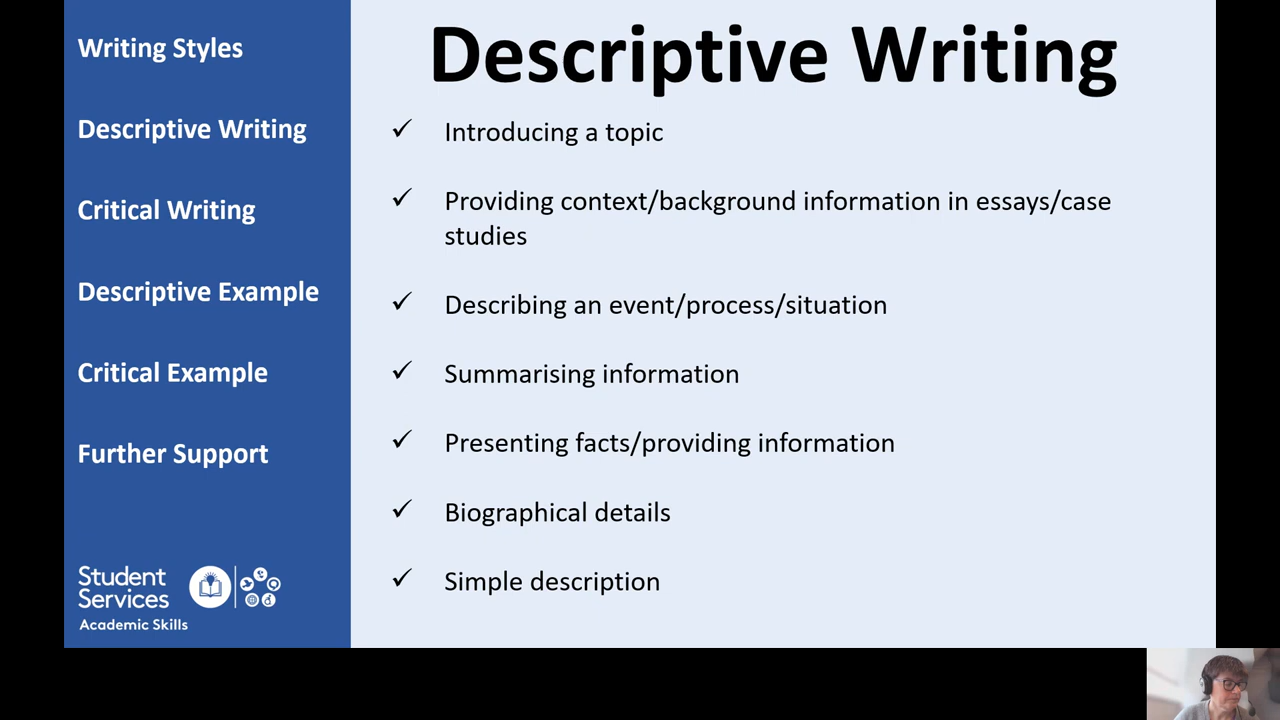 Writing Styles
Descriptive Writing
Critical Writing
Descriptive Example
Critical Example
Further Support
Student
Services
Academic Skills
Descriptive Writing
✓ Introducing a topic
✓ Providing context/background information in essays/case
studies
✓ Describing an event/process/situation
✓ Summarising information
✓ Presenting facts/providing information
✓ Biographical details
✓ Simple description